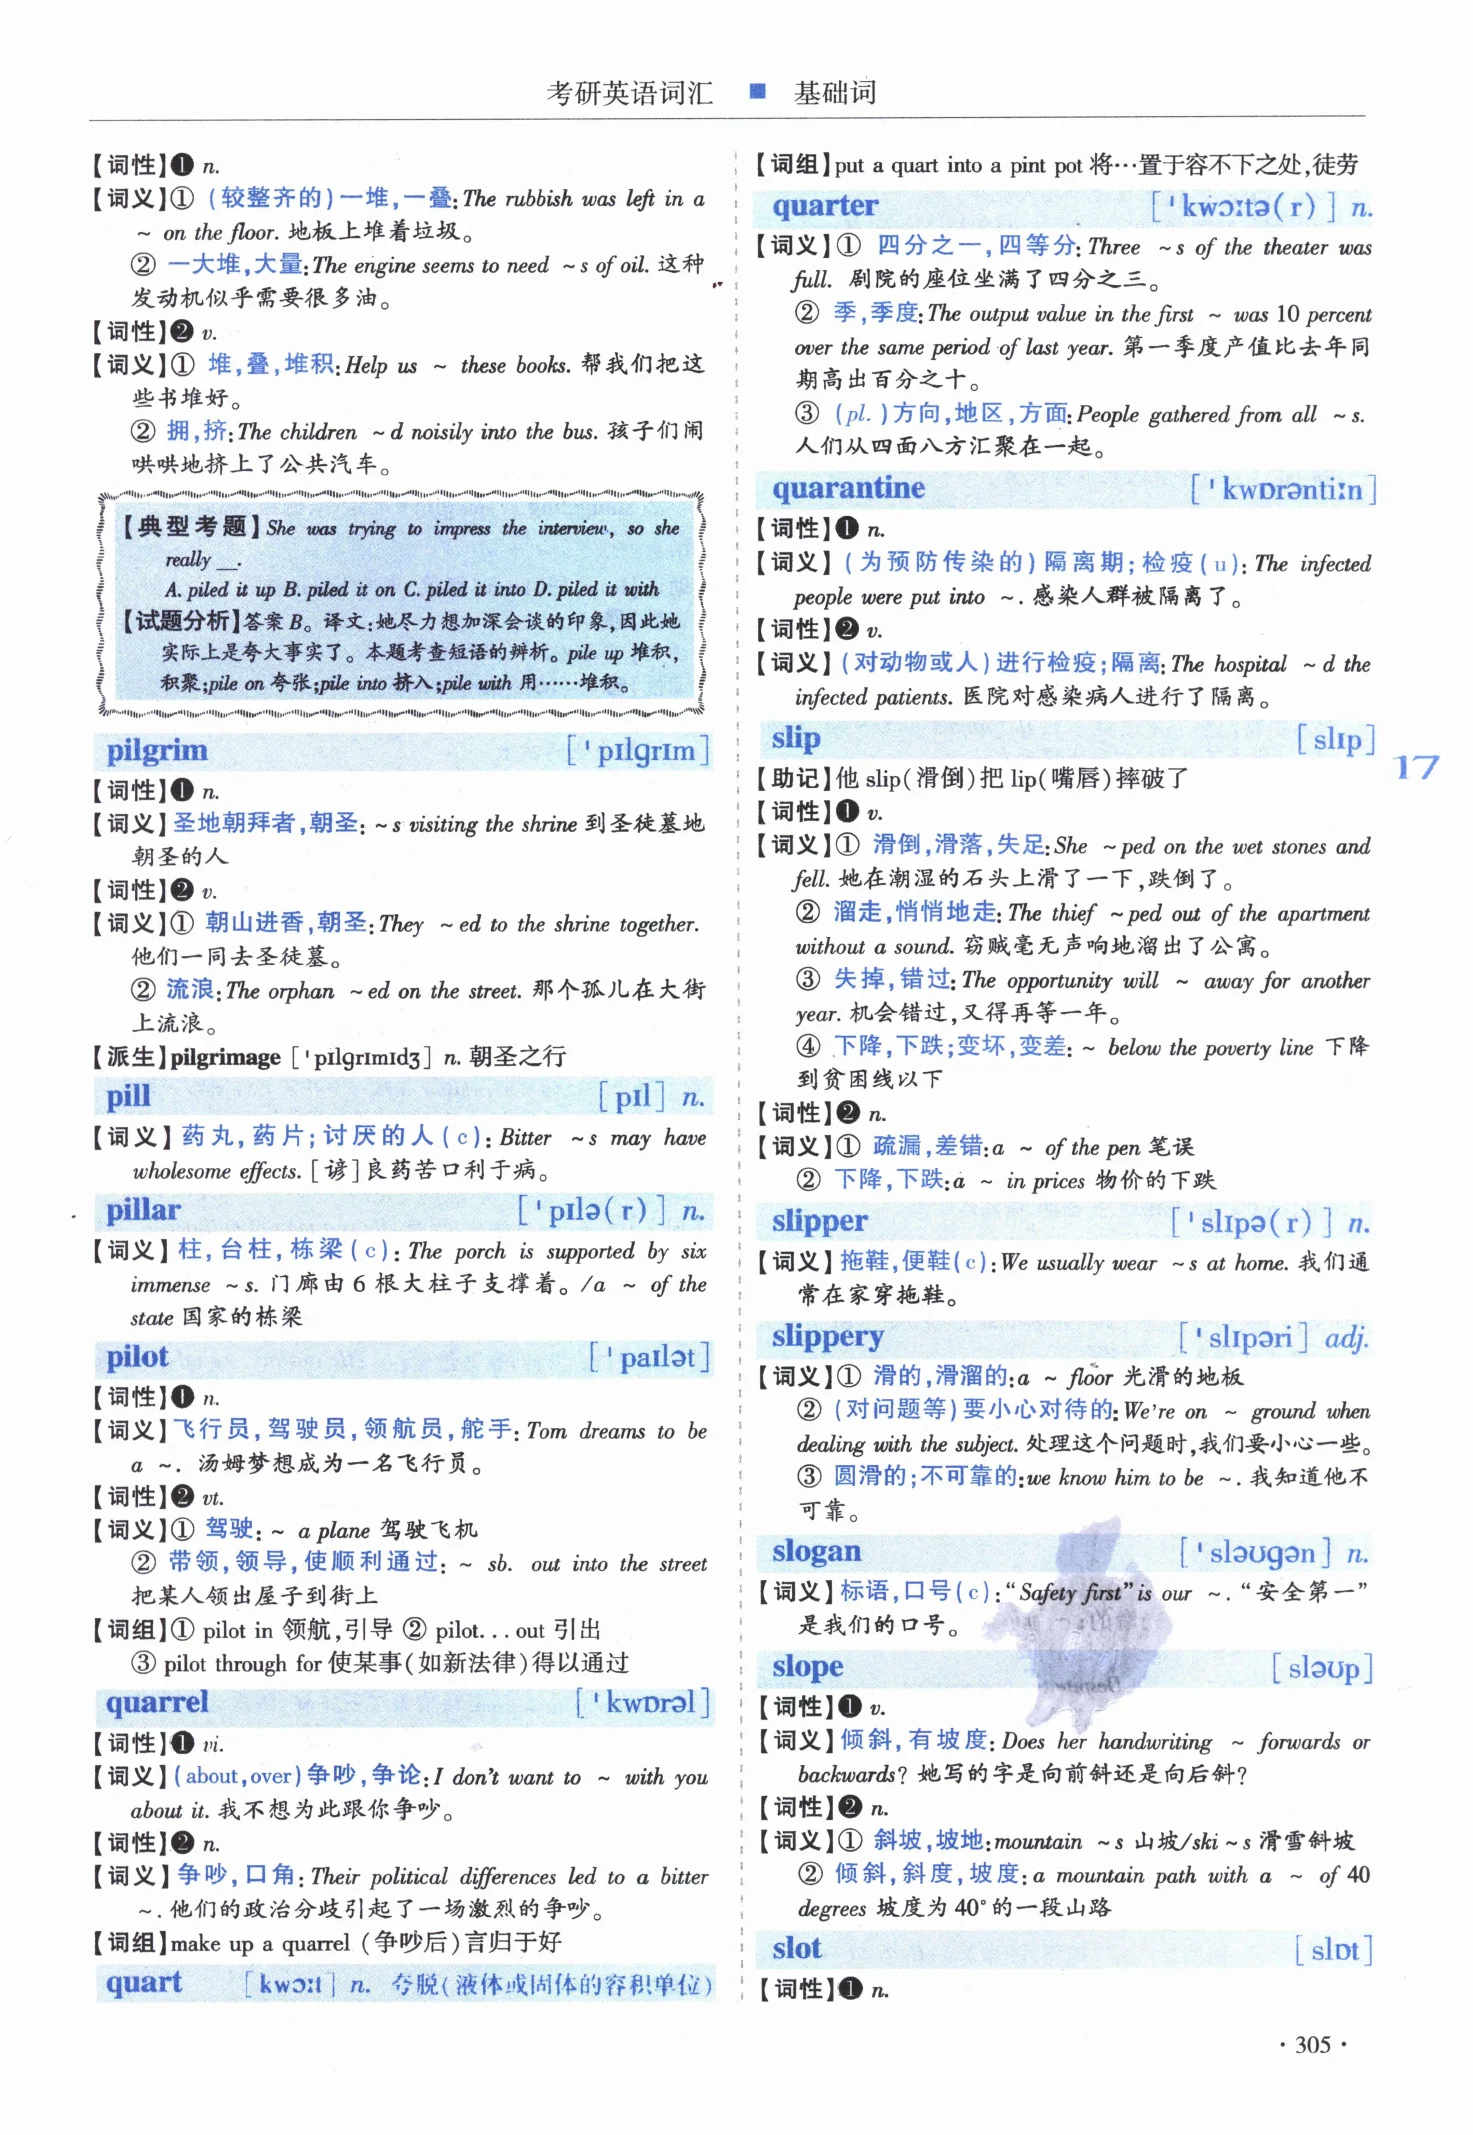 考研英语词汇 ■ 基础词
【词性】❶ n.
【词义】① (较整齐的)一堆,一叠:The rubbish was left in a
~ on the floor. 地板上堆着垃圾。
② 一大堆,大量:The engine seems to need ~s of oil. 这种
发动机似乎需要很多油。
【词性】❷ v.
【词义】① 堆,叠,堆积:Help us ~ these books. 帮我们把这
些书堆好。
② 拥,挤:The children ~d noisily into the bus. 孩子们闹
哄哄地挤上了公共汽车。
【典型考题】She was trying to impress the interview, so she
really __.
A. piled it up B. piled it on C. piled it into D. piled it with
【试题分析】答案 B。译文:她尽力想加深会谈的印象,因此她
实际上是夸大事实了。本题考查短语的辨析。pile up 堆积,
积聚;pile on 夸张;pile into 挤入;pile with 用……堆积。
pilgrim [ˈpɪlgrɪm]
【词性】❶ n.
【词义】圣地朝拜者,朝圣: ~s visiting the shrine 到圣徒墓地
朝圣的人
【词性】❷ v.
【词义】① 朝山进香,朝圣:They ~ed to the shrine together.
他们一同去圣徒墓。
② 流浪:The orphan ~ed on the street. 那个孤儿在大街
上流浪。
【派生】pilgrimage [ˈpɪlgrɪmɪdʒ] n. 朝圣之行
pill [pɪl] n.
【词义】药丸,药片;讨厌的人(c): Bitter ~s may have
wholesome effects. [谚]良药苦口利于病。
pillar [ˈpɪlə(r)] n.
【词义】柱,台柱,栋梁(c): The porch is supported by six
immense ~s. 门廊由 6 根大柱子支撑着。/a ~ of the
state 国家的栋梁
pilot [ˈpaɪlət]
【词性】❶ n.
【词义】飞行员,驾驶员,领航员,舵手: Tom dreams to be
a ~. 汤姆梦想成为一名飞行员。
【词性】❷ vt.
【词义】① 驾驶: ~ a plane 驾驶飞机
② 带领,领导,使顺利通过: ~ sb. out into the street
把某人领出屋子到街上
【词组】① pilot in 领航,引导 ② pilot...out 引出
③ pilot through for 使某事(如新法律)得以通过
quarrel [ˈkwɒrəl]
【词性】❶ vi.
【词义】(about,over)争吵,争论:I don't want to ~ with you
about it. 我不想为此跟你争吵。
【词性】❷ n.
【词义】争吵,口角: Their political differences led to a bitter
~. 他们的政治分歧引起了一场激烈的争吵。
【词组】make up a quarrel (争吵后)言归于好
quart [kwɔːt] n. 夸脱(液体或固体的容积单位)
【词组】put a quart into a pint pot 将…置于容不下之处,徒劳
quarter [ˈkwɔːtə(r)] n.
【词义】① 四分之一,四等分: Three ~s of the theater was
full. 剧院的座位坐满了四分之三。
② 季,季度: The output value in the first ~ was 10 percent
over the same period of last year. 第一季度产值比去年同
期高出百分之十。
③ (pl.)方向,地区,方面:People gathered from all ~s.
人们从四面八方汇聚在一起。
quarantine [ˈkwɒrəntiːn]
【词性】❶ n.
【词义】(为预防传染的)隔离期;检疫(u): The infected
people were put into ~. 感染人群被隔离了。
【词性】❷ v.
【词义】(对动物或人)进行检疫;隔离: The hospital ~d the
infected patients. 医院对感染病人进行了隔离。
slip [slɪp]
【助记】他 slip(滑倒)把 lip(嘴唇)摔破了
17
【词性】❶ v.
【词义】① 滑倒,滑落,失足:She ~ped on the wet stones and
fell. 她在潮湿的石头上滑了一下,跌倒了。
② 溜走,悄悄地走: The thief ~ped out of the apartment
without a sound. 窃贼毫无声响地溜出了公寓。
③ 失掉,错过: The opportunity will ~ away for another
year. 机会错过,又得再等一年。
④ 下降,下跌;变坏,变差: ~ below the poverty line 下降
到贫困线以下
【词性】❷ n.
【词义】① 疏漏,差错:a ~ of the pen 笔误
② 下降,下跌:a ~ in prices 物价的下跌
slipper [ˈslɪpə(r)] n.
【词义】拖鞋,便鞋(c):We usually wear ~s at home. 我们通
常在家穿拖鞋。
slippery [ˈslɪpəri] adj.
【词义】① 滑的,滑溜的:a ~ floor 光滑的地板
② (对问题等)要小心对待的:We're on ~ ground when
dealing with the subject. 处理这个问题时,我们要小心一些。
③ 圆滑的;不可靠的:we know him to be ~. 我知道他不
可靠。
slogan [ˈsləʊgən] n.
【词义】标语,口号(c):"Safety first" is our ~. “安全第一”
是我们的口号。
slope [sləʊp]
【词性】❶ v.
【词义】倾斜,有坡度: Does her handwriting ~ forwards or
backwards? 她写的字是向前斜还是向后斜?
【词性】❷ n.
【词义】① 斜坡,坡地:mountain ~s 山坡/ski ~s 滑雪斜坡
② 倾斜,斜度,坡度: a mountain path with a ~ of 40
degrees 坡度为 40° 的一段山路
slot [slɒt]
【词性】❶ n.
· 305 ·